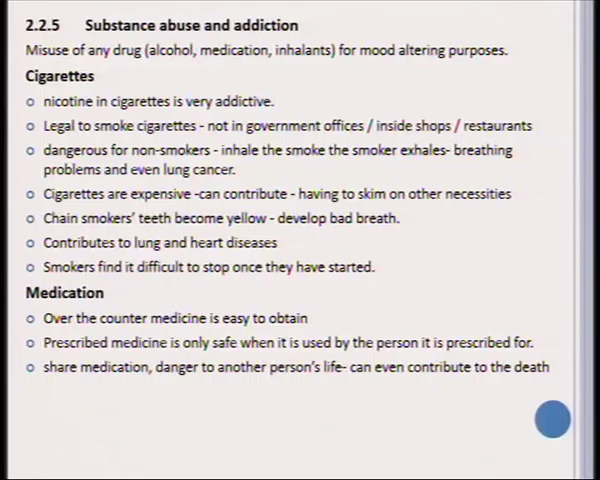 2.2.5 Substance abuse and addiction
Misuse of any drug (alcohol, medication, inhalants) for mood altering purposes.
Cigarettes
o nicotine in cigarettes is very addictive.
o Legal to smoke cigarettes - not in government offices / inside shops / restaurants
o dangerous for non-smokers - inhale the smoke the smoker exhales- breathing
problems and even lung cancer.
o Cigarettes are expensive -can contribute - having to skim on other necessities
o Chain smokers' teeth become yellow - develop bad breath.
o Contributes to lung and heart diseases
o Smokers find it difficult to stop once they have started.
Medication
o Over the counter medicine is easy to obtain
o Prescribed medicine is only safe when it is used by the person it is prescribed for.
o share medication, danger to another person's life- can even contribute to the death